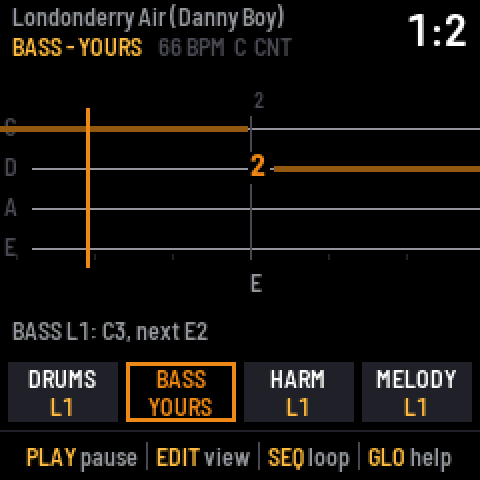 Londonderry Air (Danny Boy)
1:2
BASS - YOURS 66 BPM C CNT
2
G
D 2
A
E
E
BASS L1: C3, next E2
DRUMS BASS HARM MELODY
L1 YOURS L1 L1
PLAY pause EDIT view SEQ loop GLO help